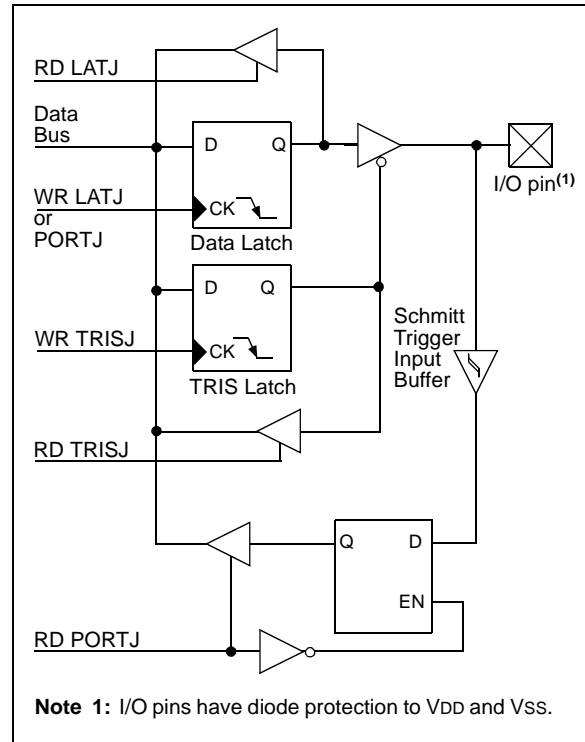 RD LATJ
Data
Bus
D
Q
I/O pin(1)
WR LATJ
or
PORTJ
CK
Data Latch
D
Q
WR TRISJ
CK
TRIS Latch
Schmitt
Trigger
Input
Buffer
RD TRISJ
Q
D
EN
RD PORTJ
Note 1: I/O pins have diode protection to VDD and VSS.